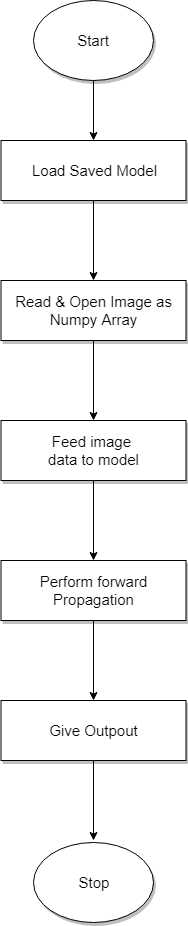 Start
Load Saved Model
Read & Open Image as
Numpy Array
Feed image
data to model
Perform forward
Propagation
Give Outpout
Stop